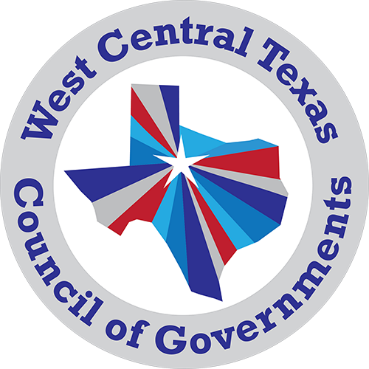 West Central Texas
Council of Governments